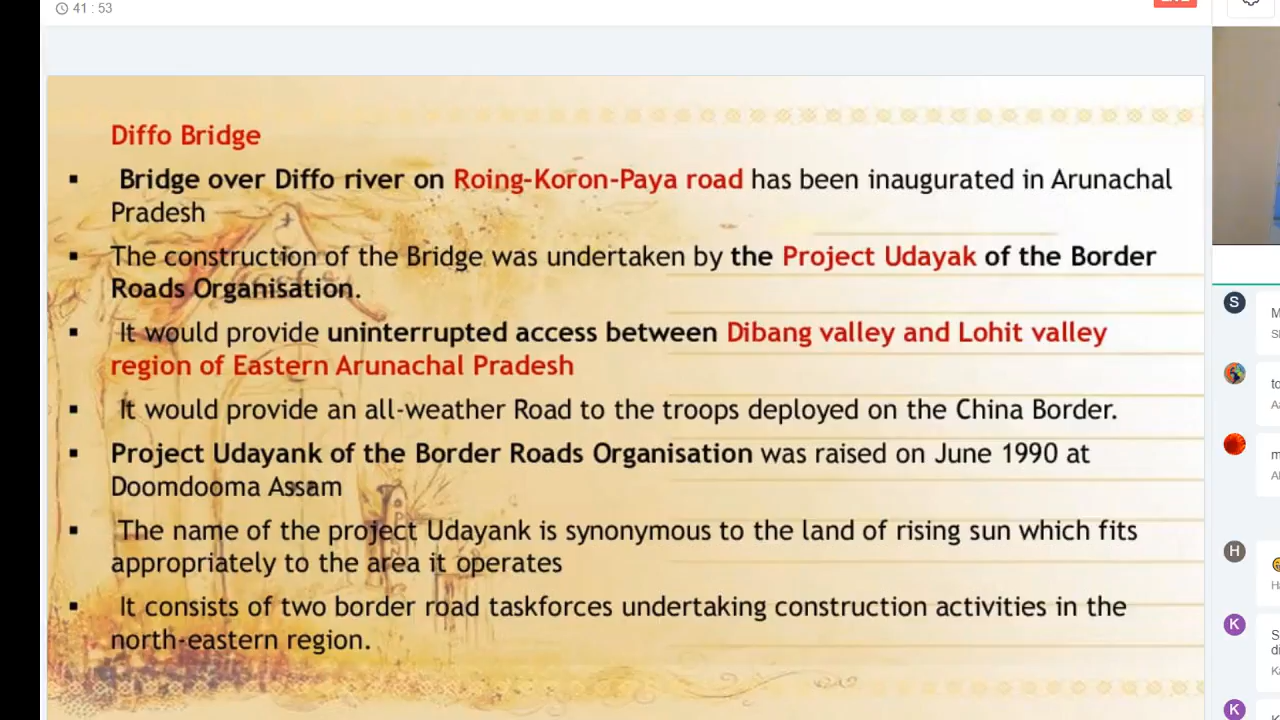 41 : 53
Diffo Bridge
▪ Bridge over Diffo river on Roing-Koron-Paya road has been inaugurated in Arunachal
Pradesh
▪ The construction of the Bridge was undertaken by the Project Udayak of the Border
Roads Organisation.
▪ It would provide uninterrupted access between Dibang valley and Lohit valley
region of Eastern Arunachal Pradesh
▪ It would provide an all-weather Road to the troops deployed on the China Border.
▪ Project Udayank of the Border Roads Organisation was raised on June 1990 at
Doomdooma Assam
▪ The name of the project Udayank is synonymous to the land of rising sun which fits
appropriately to the area it operates
▪ It consists of two border road taskforces undertaking construction activities in the
north-eastern region.
S
H
K
K